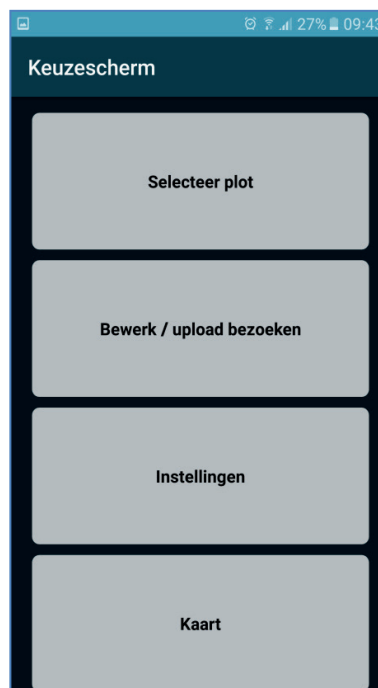 27% 09:43
Keuzescherm
Selecteer plot
Bewerk / upload bezoeken
Instellingen
Kaart